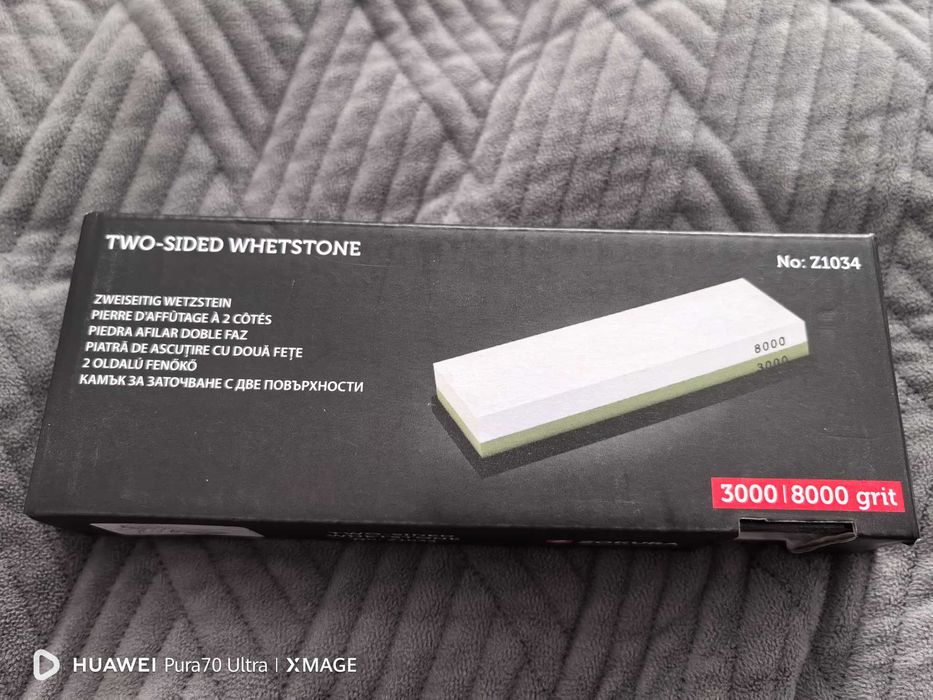 TWO-SIDED WHETSTONE
No: Z1034
ZWEISEITIG WETZSTEIN
PIERRE D'AFFÛTAGE À 2 CÔTÉS
PIEDRA AFILAR DOBLE FAZ
PIATRĂ DE ASCUȚIRE CU DOUĂ FEȚE
2 OLDALÚ FENŐKŐ
КАМЪК ЗА ЗАТОЧВАНЕ С ДВЕ ПОВЪРХНОСТИ
8000
3000
3000 | 8000 grit
HUAWEI Pura70 Ultra | XMAGE